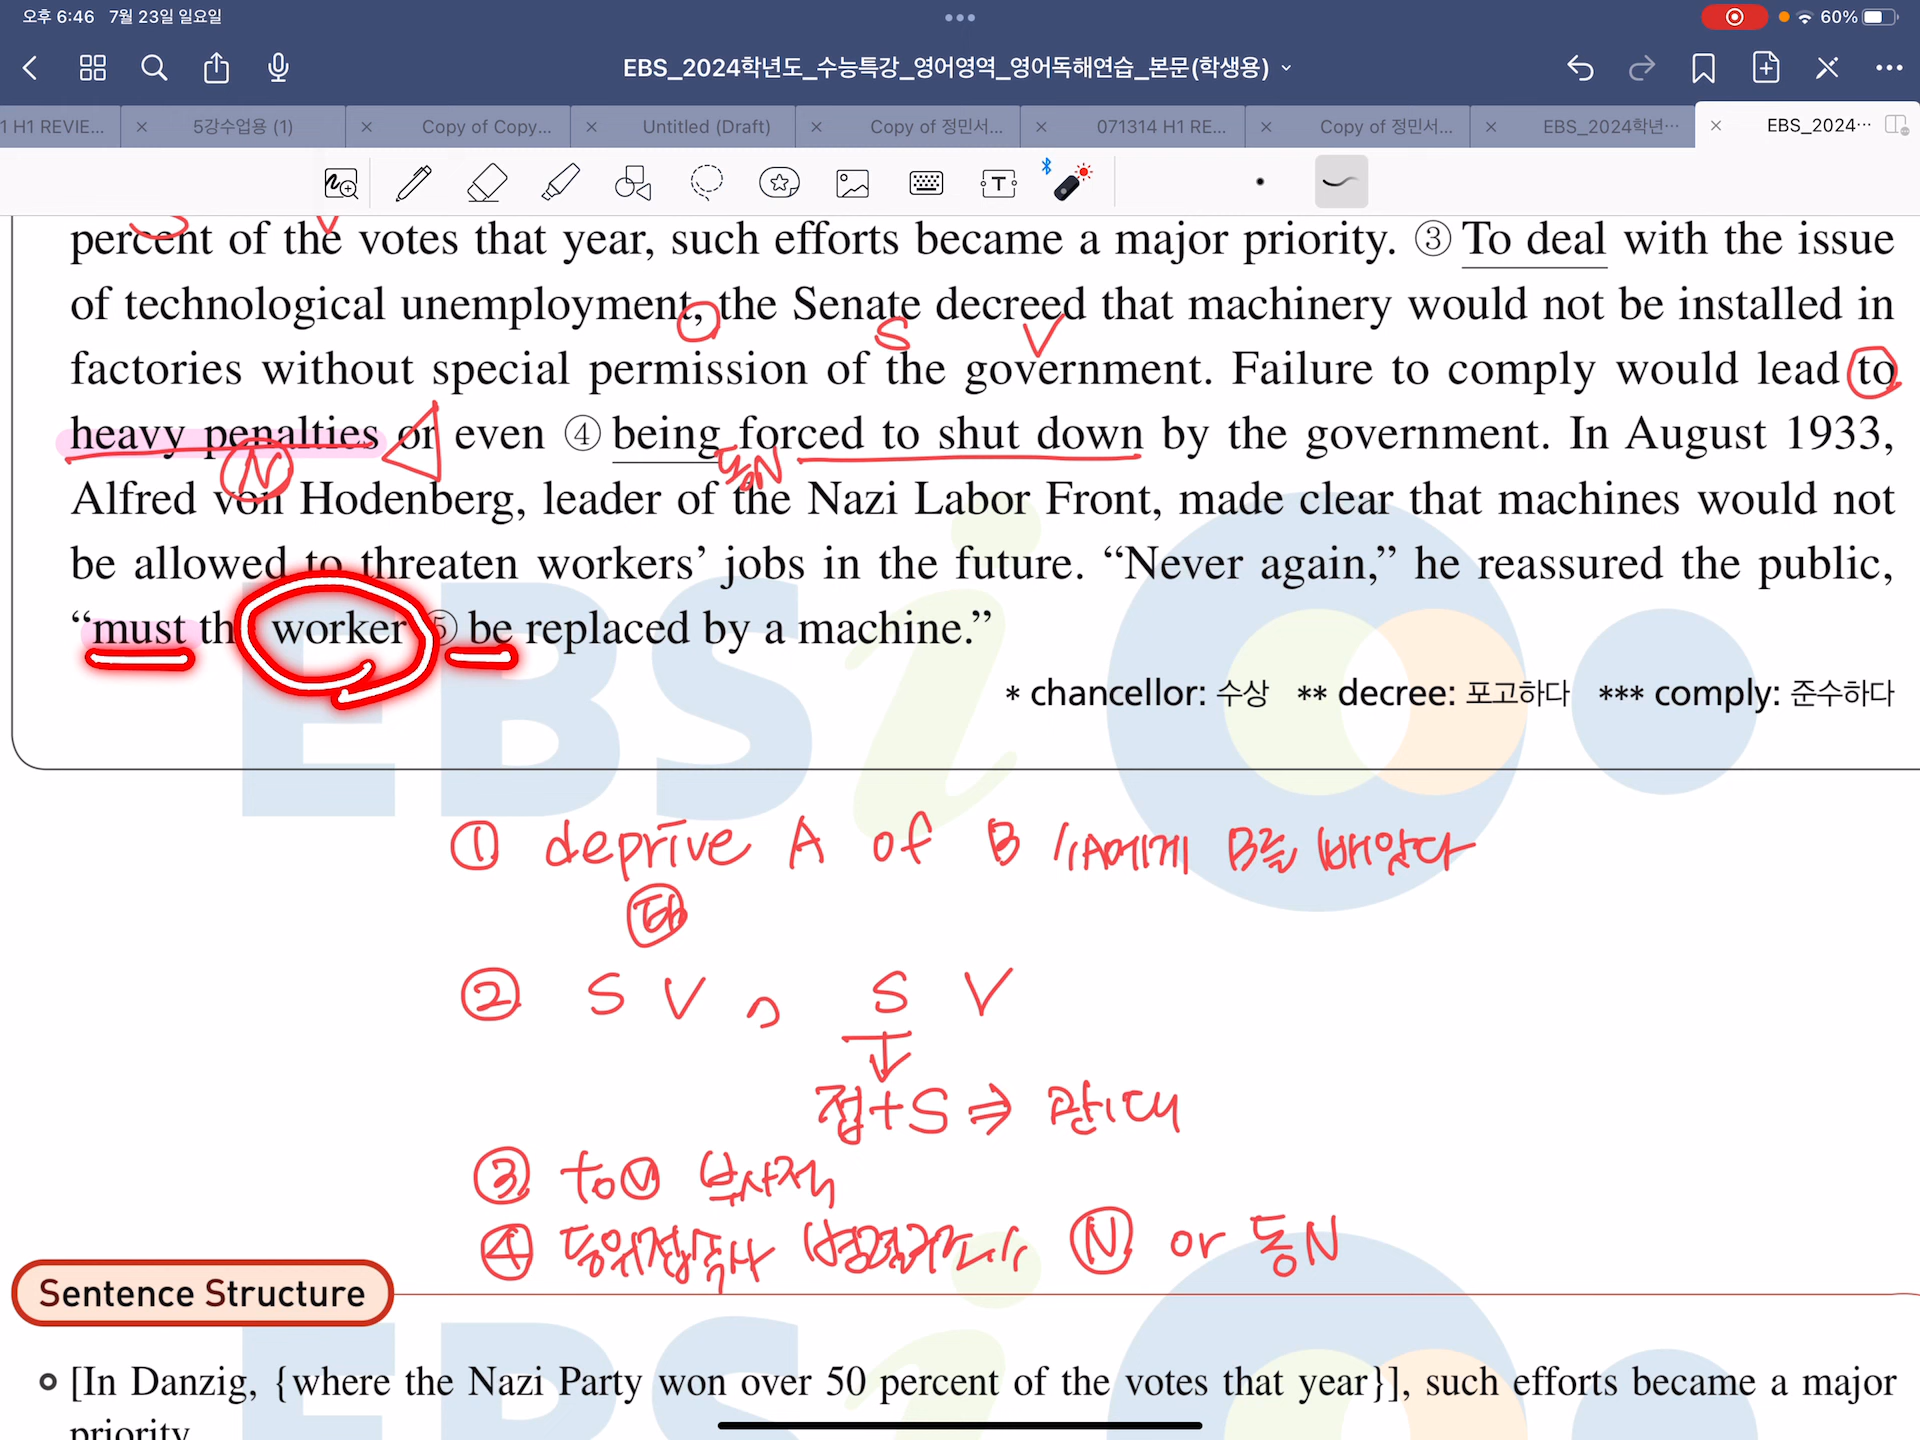 오후 6:46 7월 23일 일요일
60%
EBS_2024학년도_수능특강_영어영역_영어독해연습_본문(학생용)
1 H1 REVIE...
5강수업용 (1)
Copy of Copy...
Untitled (Draft)
Copy of 정민서...
071314 H1 RE...
Copy of 정민서...
EBS_2024학년...
EBS_2024...
S V
percent of the votes that year, such efforts became a major priority. ③ To deal with the issue
of technological unemployment, the Senate decreed that machinery would not be installed in
S V
factories without special permission of the government. Failure to comply would lead to
heavy penalties or even ④ being forced to shut down by the government. In August 1933,
N 동N
Alfred von Hodenberg, leader of the Nazi Labor Front, made clear that machines would not
be allowed to threaten workers’ jobs in the future. “Never again,” he reassured the public,
“must th worker ⑤ be replaced by a machine.”
* chancellor: 수상 ** decree: 포고하다 *** comply: 준수하다
EBSi
① deprive A of B // A에게 B를 빼앗다
② S V , S V
접+S ⇒ 관.대
③ to V 부사적
④ 등위접속사 병렬구조 // N or 동N
Sentence Structure
[In Danzig, {where the Nazi Party won over 50 percent of the votes that year}], such efforts became a major
priority.
EBSi